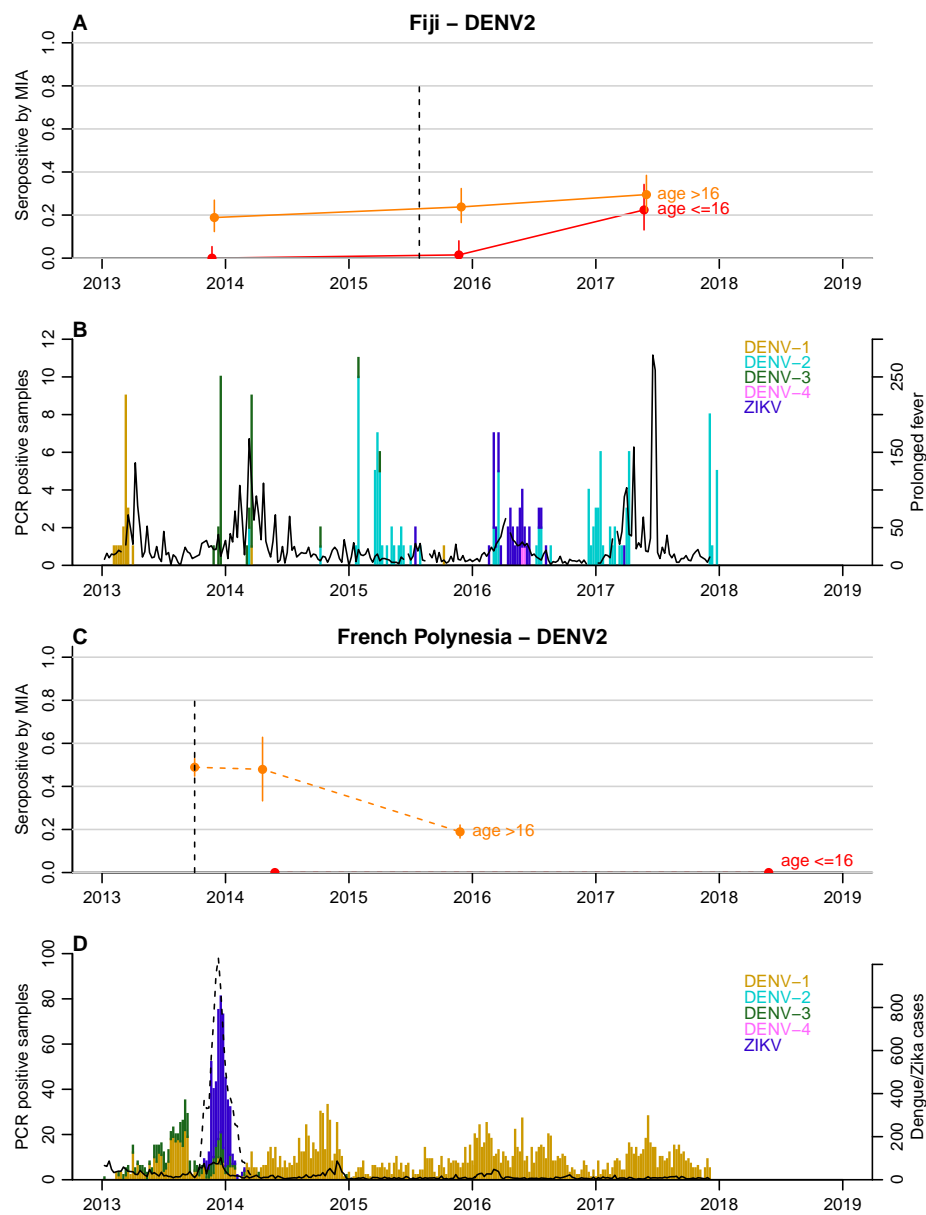 A
Fiji – DENV2
Seropositive by MIA
0.0 0.2 0.4 0.6 0.8 1.0
age >16
age <=16
2013 2014 2015 2016 2017 2018 2019
B
PCR positive samples
0 2 4 6 8 10 12
DENV−1
DENV−2
DENV−3
DENV−4
ZIKV
0 50 150 250
Prolonged fever
2013 2014 2015 2016 2017 2018 2019
C
French Polynesia – DENV2
Seropositive by MIA
0.0 0.2 0.4 0.6 0.8 1.0
age >16
age <=16
2013 2014 2015 2016 2017 2018 2019
D
PCR positive samples
0 20 40 60 80 100
DENV−1
DENV−2
DENV−3
DENV−4
ZIKV
0 200 400 600 800
Dengue/Zika cases
2013 2014 2015 2016 2017 2018 2019